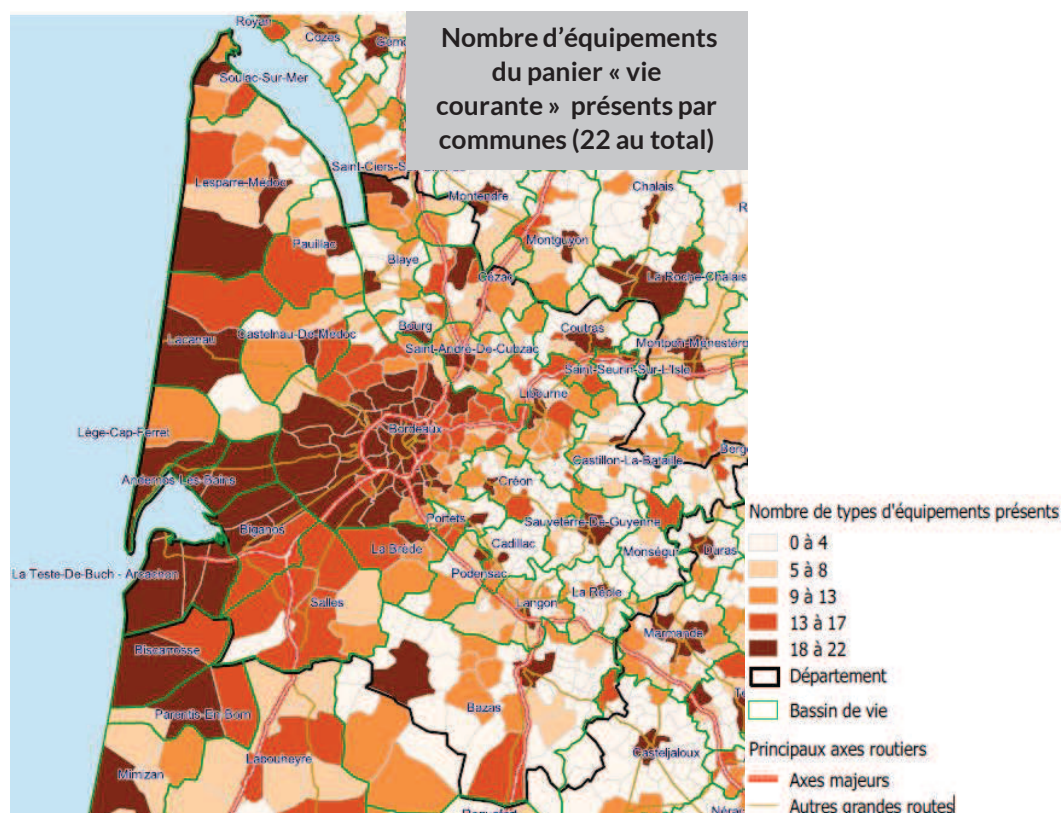 Nombre d'équipements
du panier « vie
courante » présents par
communes (22 au total)
Royan
Cozes
Soulac-Sur-Mer
Lesparre-Médoc
Montendre
Chalais
Pauillac
Montguyon
Blaye
Cézac
La Roche-Chalais
Lacanau
Castelnau-De-Médoc
Bourg
Coutras
Saint-André-De-Cubzac
Saint-Seurin-Sur-L'Isle
Libourne
Lège-Cap-Ferret
Bordeaux
Castillon-La-Bataille
Andernos-Les-Bains
Créon
Biganos
Portets
Sauveterre-De-Guyenne
La Brède
Cadillac
Monségur
Duras
La Teste-De-Buch - Arcachon
Podensac
Salles
Langon
La Réole
Marmande
Biscarrosse
Parentis-En-Born
Bazas
Mimizan
Labouheyre
Casteljaloux
Nombre de types d'équipements présents
0 à 4
5 à 8
9 à 13
13 à 17
18 à 22
Département
Bassin de vie
Principaux axes routiers
Axes majeurs
Autres grandes routes